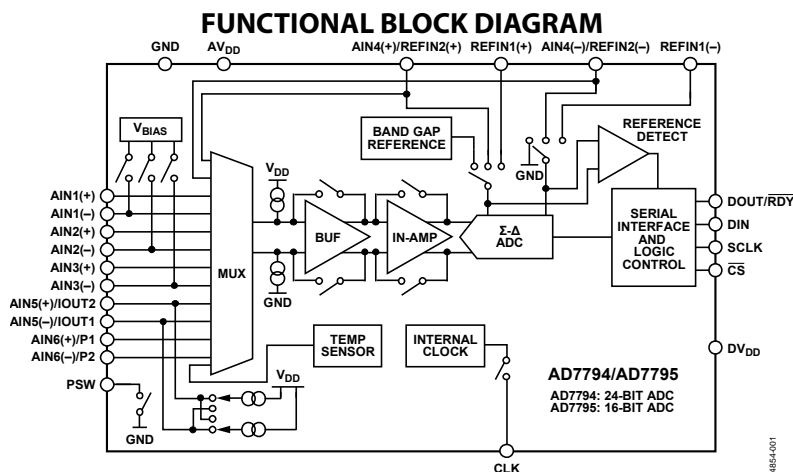 FUNCTIONAL BLOCK DIAGRAM
GND
AVDD
AIN4(+)/REFIN2(+)
REFIN1(+)
AIN4(–)/REFIN2(–)
REFIN1(–)
VBIAS
BAND GAP
REFERENCE
GND
REFERENCE
DETECT
AIN1(+)
AIN1(–)
AIN2(+)
AIN2(–)
AIN3(+)
AIN3(–)
AIN5(+)/IOUT2
AIN5(–)/IOUT1
AIN6(+)/P1
AIN6(–)/P2
PSW
GND
MUX
VDD
GND
BUF
IN-AMP
Σ-Δ
ADC
SERIAL
INTERFACE
AND
LOGIC
CONTROL
DOUT/RDY
DIN
SCLK
CS
DVDD
TEMP
SENSOR
VDD
INTERNAL
CLOCK
CLK
AD7794/AD7795
AD7794: 24-BIT ADC
AD7795: 16-BIT ADC
4854-001